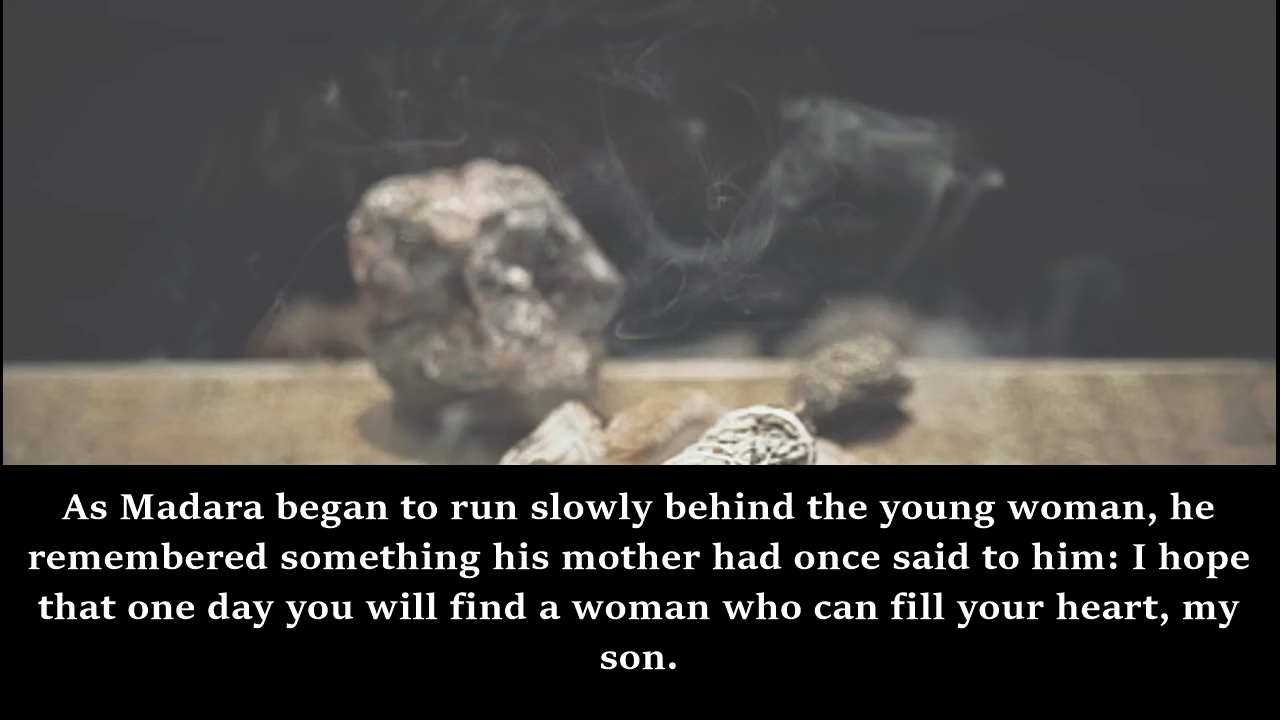 As Madara began to run slowly behind the young woman, he
remembered something his mother had once said to him: I hope
that one day you will find a woman who can fill your heart, my
son.